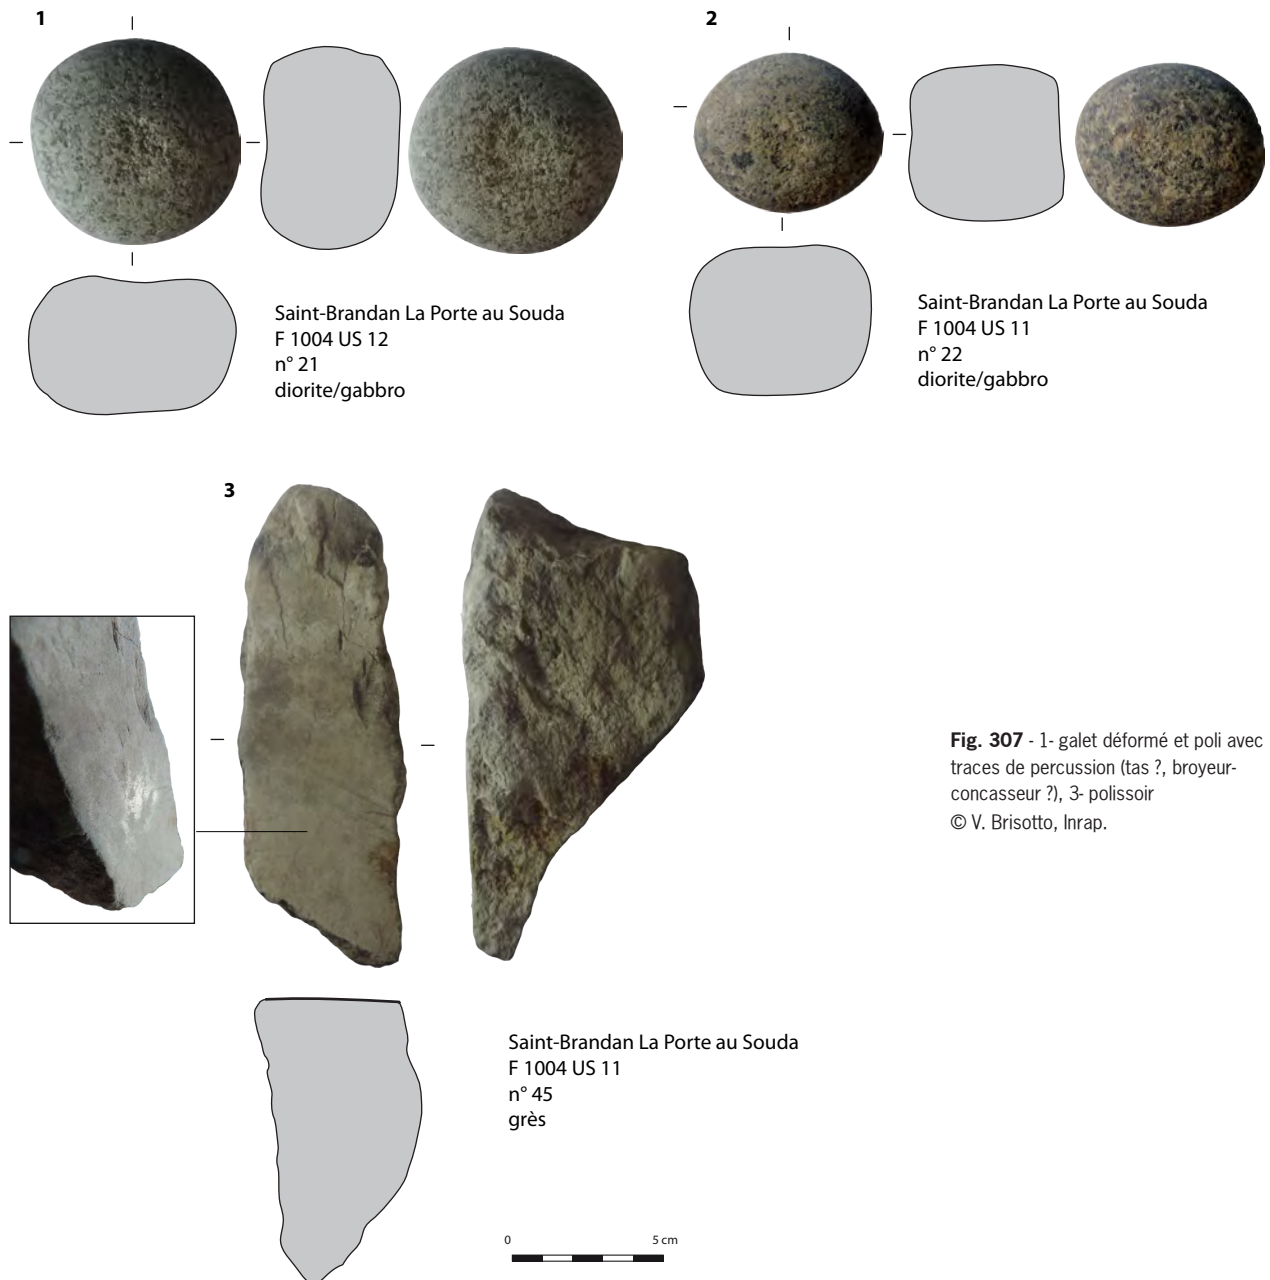 1
2
Saint-Brandan La Porte au Souda
F 1004 US 12
n° 21
diorite/gabbro
Saint-Brandan La Porte au Souda
F 1004 US 11
n° 22
diorite/gabbro
3
Fig. 307 - 1- galet déformé et poli avec
traces de percussion (tas ?, broyeur-
concasseur ?), 3- polissoir
© V. Brisotto, Inrap.
Saint-Brandan La Porte au Souda
F 1004 US 11
n° 45
grès
0 5 cm